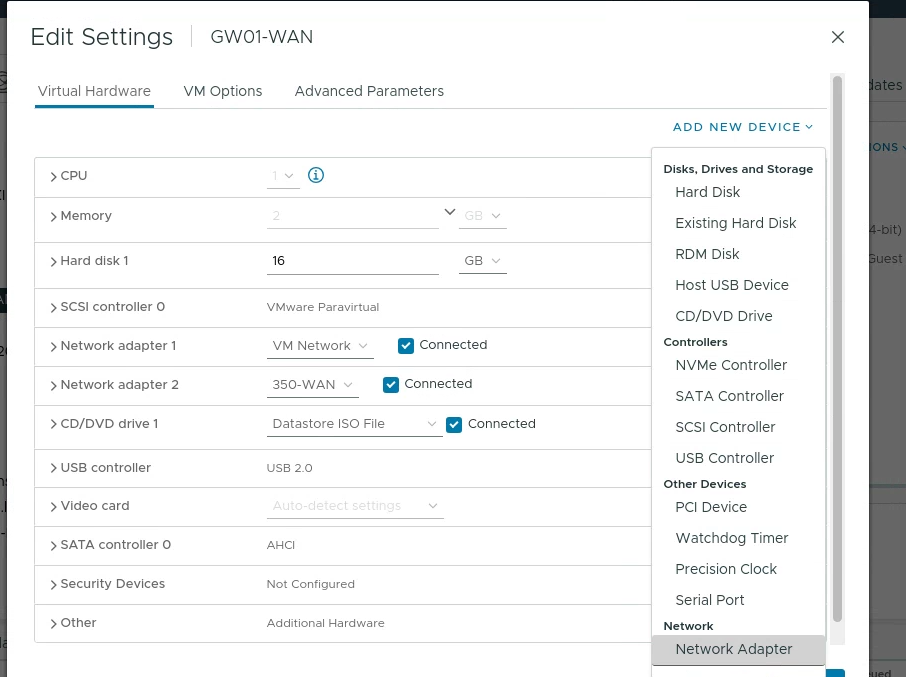 Edit Settings | GW01-WAN
Virtual Hardware VM Options Advanced Parameters
ADD NEW DEVICE
CPU 1
Memory 2 GB
Hard disk 1 16 GB
SCSI controller 0 VMware Paravirtual
Network adapter 1 VM Network Connected
Network adapter 2 350-WAN Connected
CD/DVD drive 1 Datastore ISO File Connected
USB controller USB 2.0
Video card Auto-detect settings
SATA controller 0 AHCI
Security Devices Not Configured
Other Additional Hardware
Disks, Drives and Storage
Hard Disk
Existing Hard Disk
RDM Disk
Host USB Device
CD/DVD Drive
Controllers
NVMe Controller
SATA Controller
SCSI Controller
USB Controller
Other Devices
PCI Device
Watchdog Timer
Precision Clock
Serial Port
Network
Network Adapter
dates
IONS
4-bit)
Guest